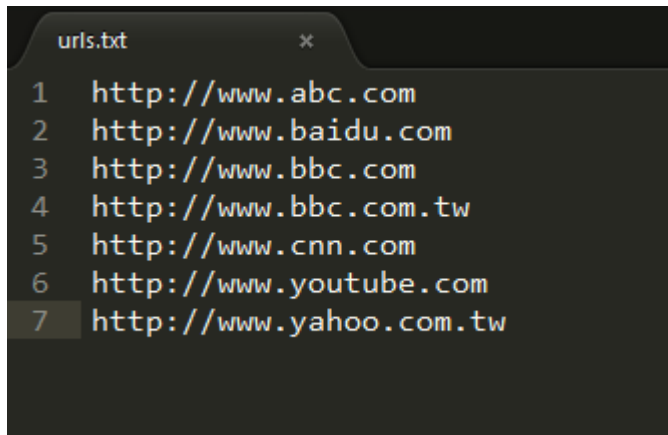 urls.txt ×
1 http://www.abc.com
2 http://www.baidu.com
3 http://www.bbc.com
4 http://www.bbc.com.tw
5 http://www.cnn.com
6 http://www.youtube.com
7 http://www.yahoo.com.tw